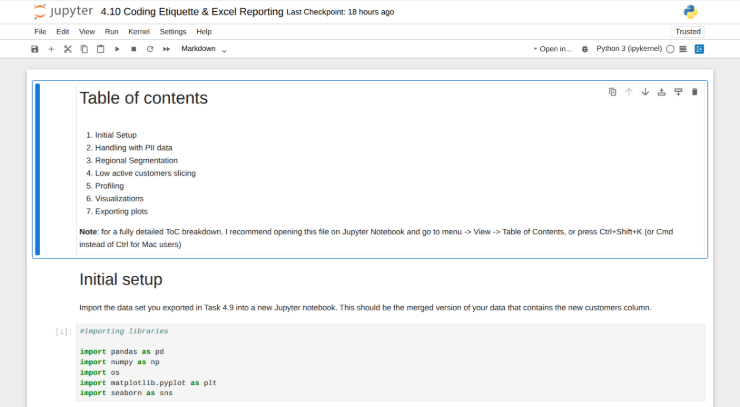 jupyter 4.10 Coding Etiquette & Excel Reporting Last Checkpoint: 18 hours ago
File Edit View Run Kernel Settings Help Trusted
Markdown Open in... Python 3 (ipykernel)
Table of contents
1. Initial Setup
2. Handling with PII data
3. Regional Segmentation
4. Low active customers slicing
5. Profiling
6. Visualizations
7. Exporting plots
Note: for a fully detailed ToC breakdown, I recommend opening this file on Jupyter Notebook and go to menu -> View -> Table of Contents, or press Ctrl+Shift+K (or Cmd
instead of Ctrl for Mac users)
Initial setup
Import the data set you exported in Task 4.9 into a new Jupyter notebook. This should be the merged version of your data that contains the new customers column.
[1]: #importing libraries
import pandas as pd
import numpy as np
import os
import matplotlib.pyplot as plt
import seaborn as sns